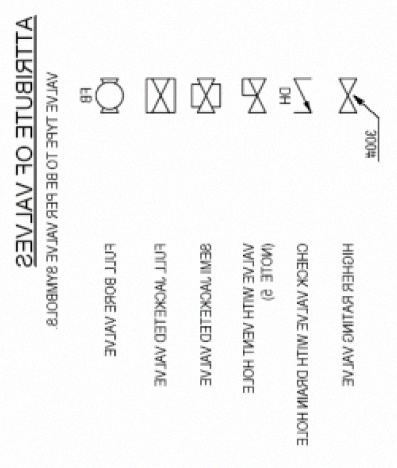 ATTIRIBUTE OF VALVES
VALVE TYPE TO BE PER VALVE SYMBOLS.
FB
FULL BORE VALVE
FULL JACKETED VALVE
SEMI JACKETED VALVE
VALVE WITH VENT HOLE
(NOTE 5)
DH
CHECK VALVE WITH DRAIN HOLE
300#
HIGHER RATING VALVE